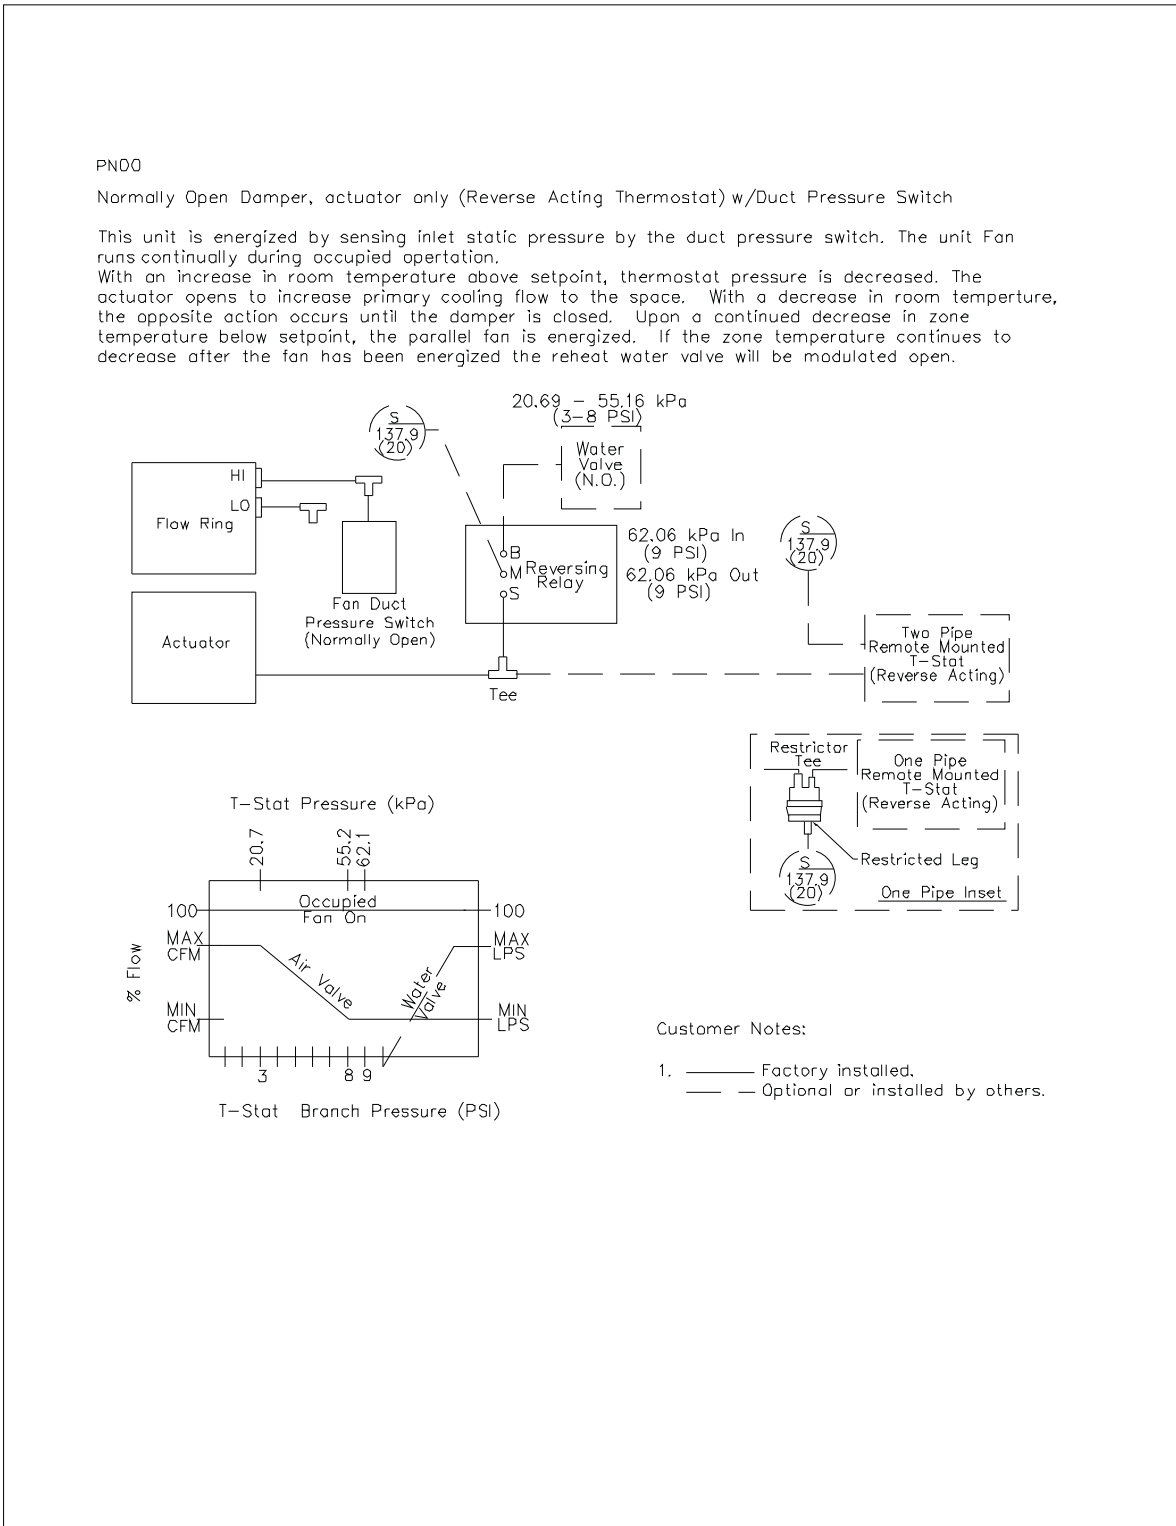 PN00
Normally Open Damper, actuator only (Reverse Acting Thermostat) w/Duct Pressure Switch
This unit is energized by sensing inlet static pressure by the duct pressure switch. The unit Fan
runs continually during occupied opertation.
With an increase in room temperature above setpoint, thermostat pressure is decreased. The
actuator opens to increase primary cooling flow to the space. With a decrease in room temperture,
the opposite action occurs until the damper is closed. Upon a continued decrease in zone
temperature below setpoint, the parallel fan is energized. If the zone temperature continues to
decrease after the fan has been energized the reheat water valve will be modulated open.
20.69 - 55.16 kPa
(3-8 PSI)
S
137.9
(20)
Water
Valve
(N.O.)
HI
LO
Flow Ring
Fan Duct
Pressure Switch
(Normally Open)
B
M
S
Reversing
Relay
62.06 kPa In
(9 PSI)
62.06 kPa Out
(9 PSI)
S
137.9
(20)
Actuator
Tee
Two Pipe
Remote Mounted
T-Stat
(Reverse Acting)
Restrictor
Tee
One Pipe
Remote Mounted
T-Stat
(Reverse Acting)
Restricted Leg
S
137.9
(20)
One Pipe Inset
T-Stat Pressure (kPa)
20.7
55.2
62.1
Occupied
Fan On
100
100
MAX
CFM
MAX
LPS
% Flow
Air Valve
Water
Valve
MIN
CFM
MIN
LPS
3
8
9
T-Stat Branch Pressure (PSI)
Customer Notes:
1. Factory installed.
Optional or installed by others.